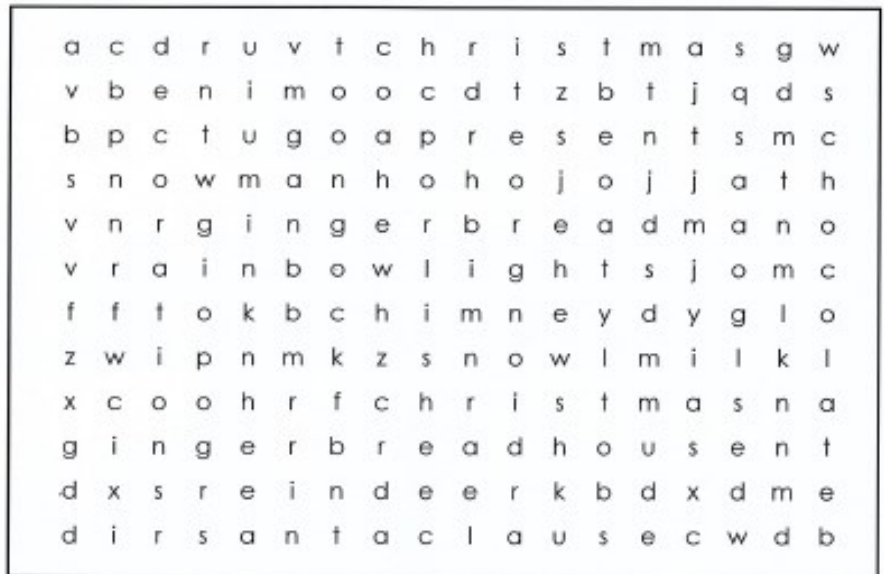 a c d r u v t c h r i s t m a s g w
v b e n i m o o c d t z b t j q d s
b p c t u g o a p r e s e n t s m c
s n o w m a n h o h o j o j j a t h
v n r g i n g e r b r e a d m a n o
v r a i n b o w l i g h t s j o m c
f f t o k b c h i m n e y d y g l o
z w i p n m k z s n o w l m i l k l
x c o o h r f c h r i s t m a s n a
g i n g e r b r e a d h o u s e n t
d x s r e i n d e e r k b d x d m e
d i r s a n t a c l a u s e c w d b